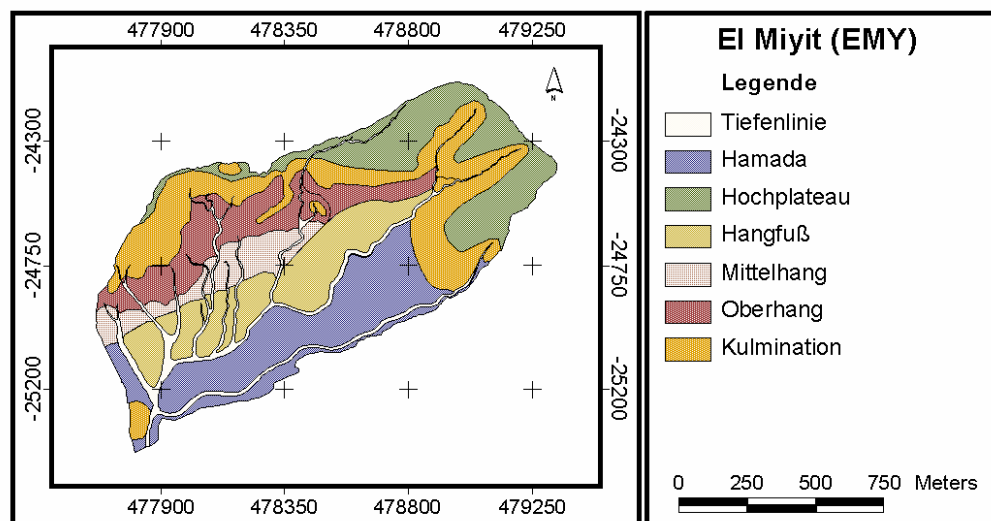 477900 478350 478800 479250
-24300 -24300
-24750 -24750
-25200 -25200
477900 478350 478800 479250
N
El Miyit (EMY)
Legende
Tiefenlinie
Hamada
Hochplateau
Hangfuß
Mittelhang
Oberhang
Kulmination
0 250 500 750 Meters